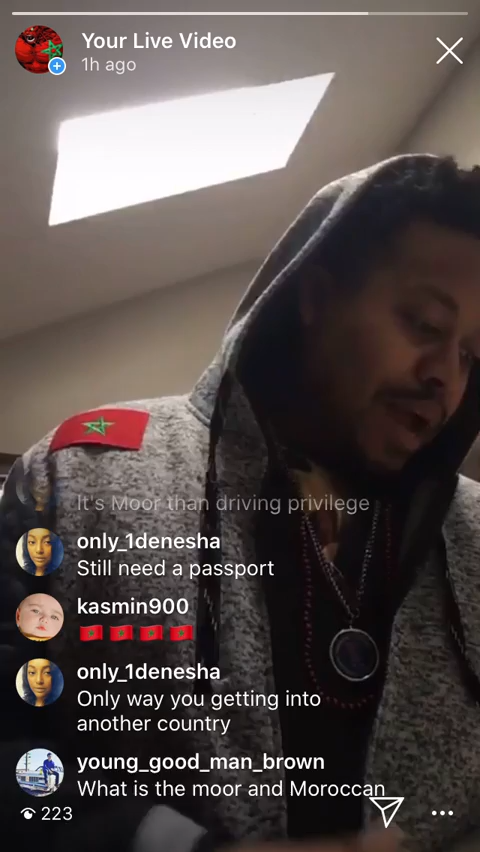 Your Live Video
1h ago
It's Moor than driving privilege
only_1denesha
Still need a passport
kasmin900
🇲🇦 🇲🇦 🇲🇦 🇲🇦
only_1denesha
Only way you getting into
another country
young_good_man_brown
What is the moor and Moroccan
223